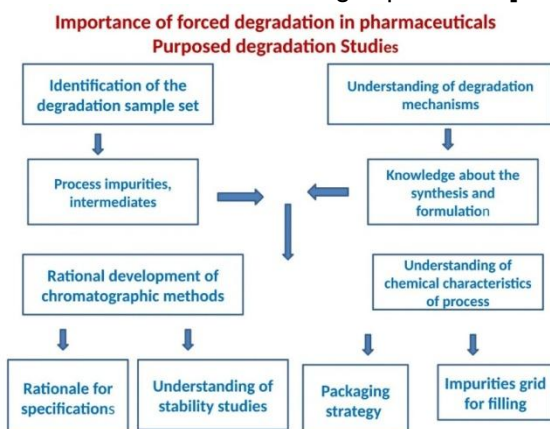 Importance of forced degradation in pharmaceuticals
Purposed degradation Studies
Identification of the
degradation sample set
Understanding of degradation
mechanisms
Process impurities,
intermediates
Knowledge about the
synthesis and
formulation
Rational development of
chromatographic methods
Understanding of
chemical characteristics
of process
Rationale for
specifications
Understanding of
stability studies
Packaging
strategy
Impurities grid
for filling